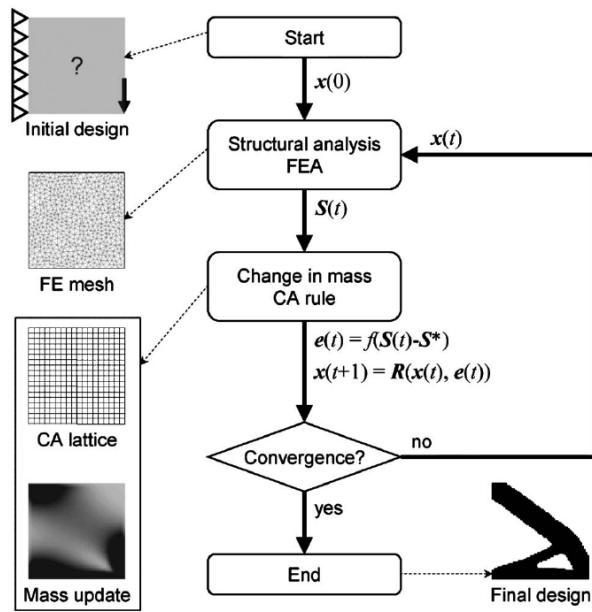 Start
?
x(0)
Initial design
Structural analysis
FEA
x(t)
S(t)
FE mesh
Change in mass
CA rule
e(t) = f(S(t)-S*)
x(t+1) = R(x(t), e(t))
CA lattice
Convergence?
no
yes
Mass update
End
Final design